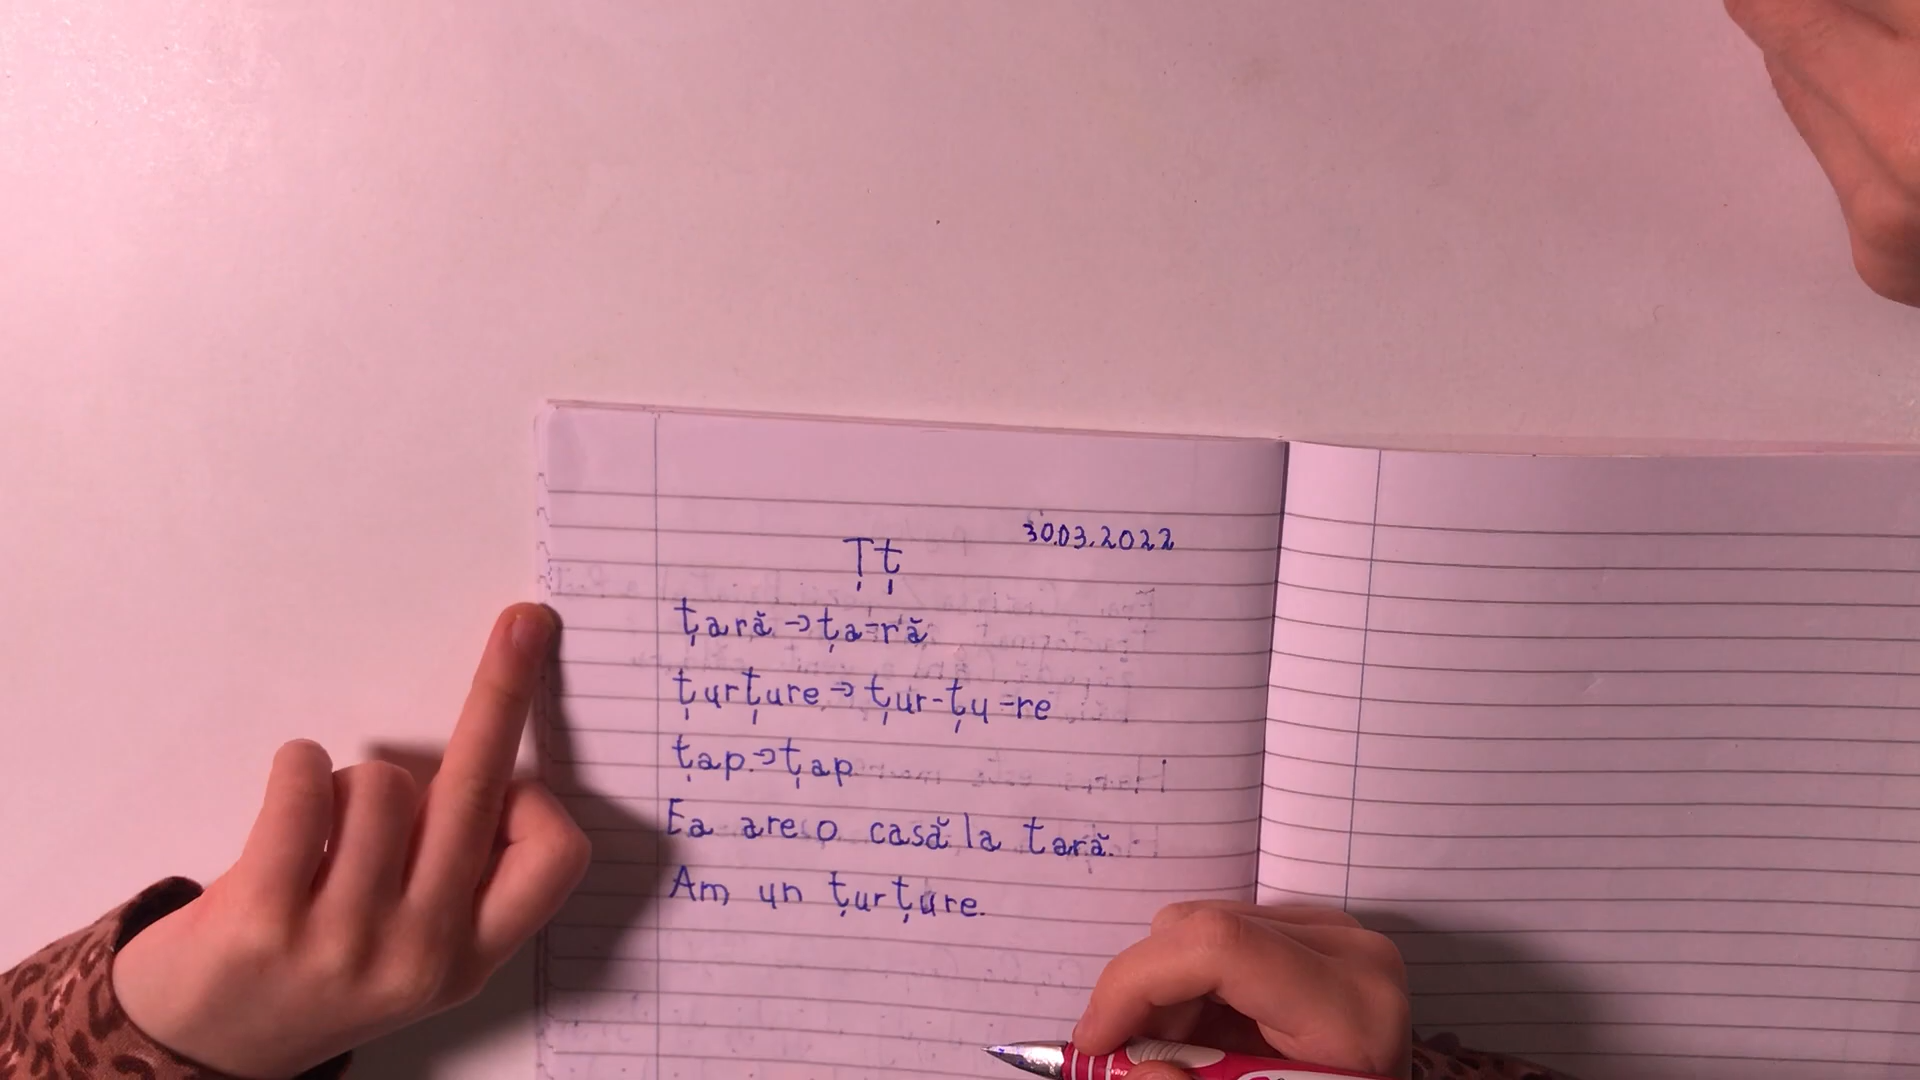 30.03.2022
Ț ț
țară → ța-ră
țurțure → țur-țu-re
țap → țap
Ea are o casă la țară.
Am un țurțure.